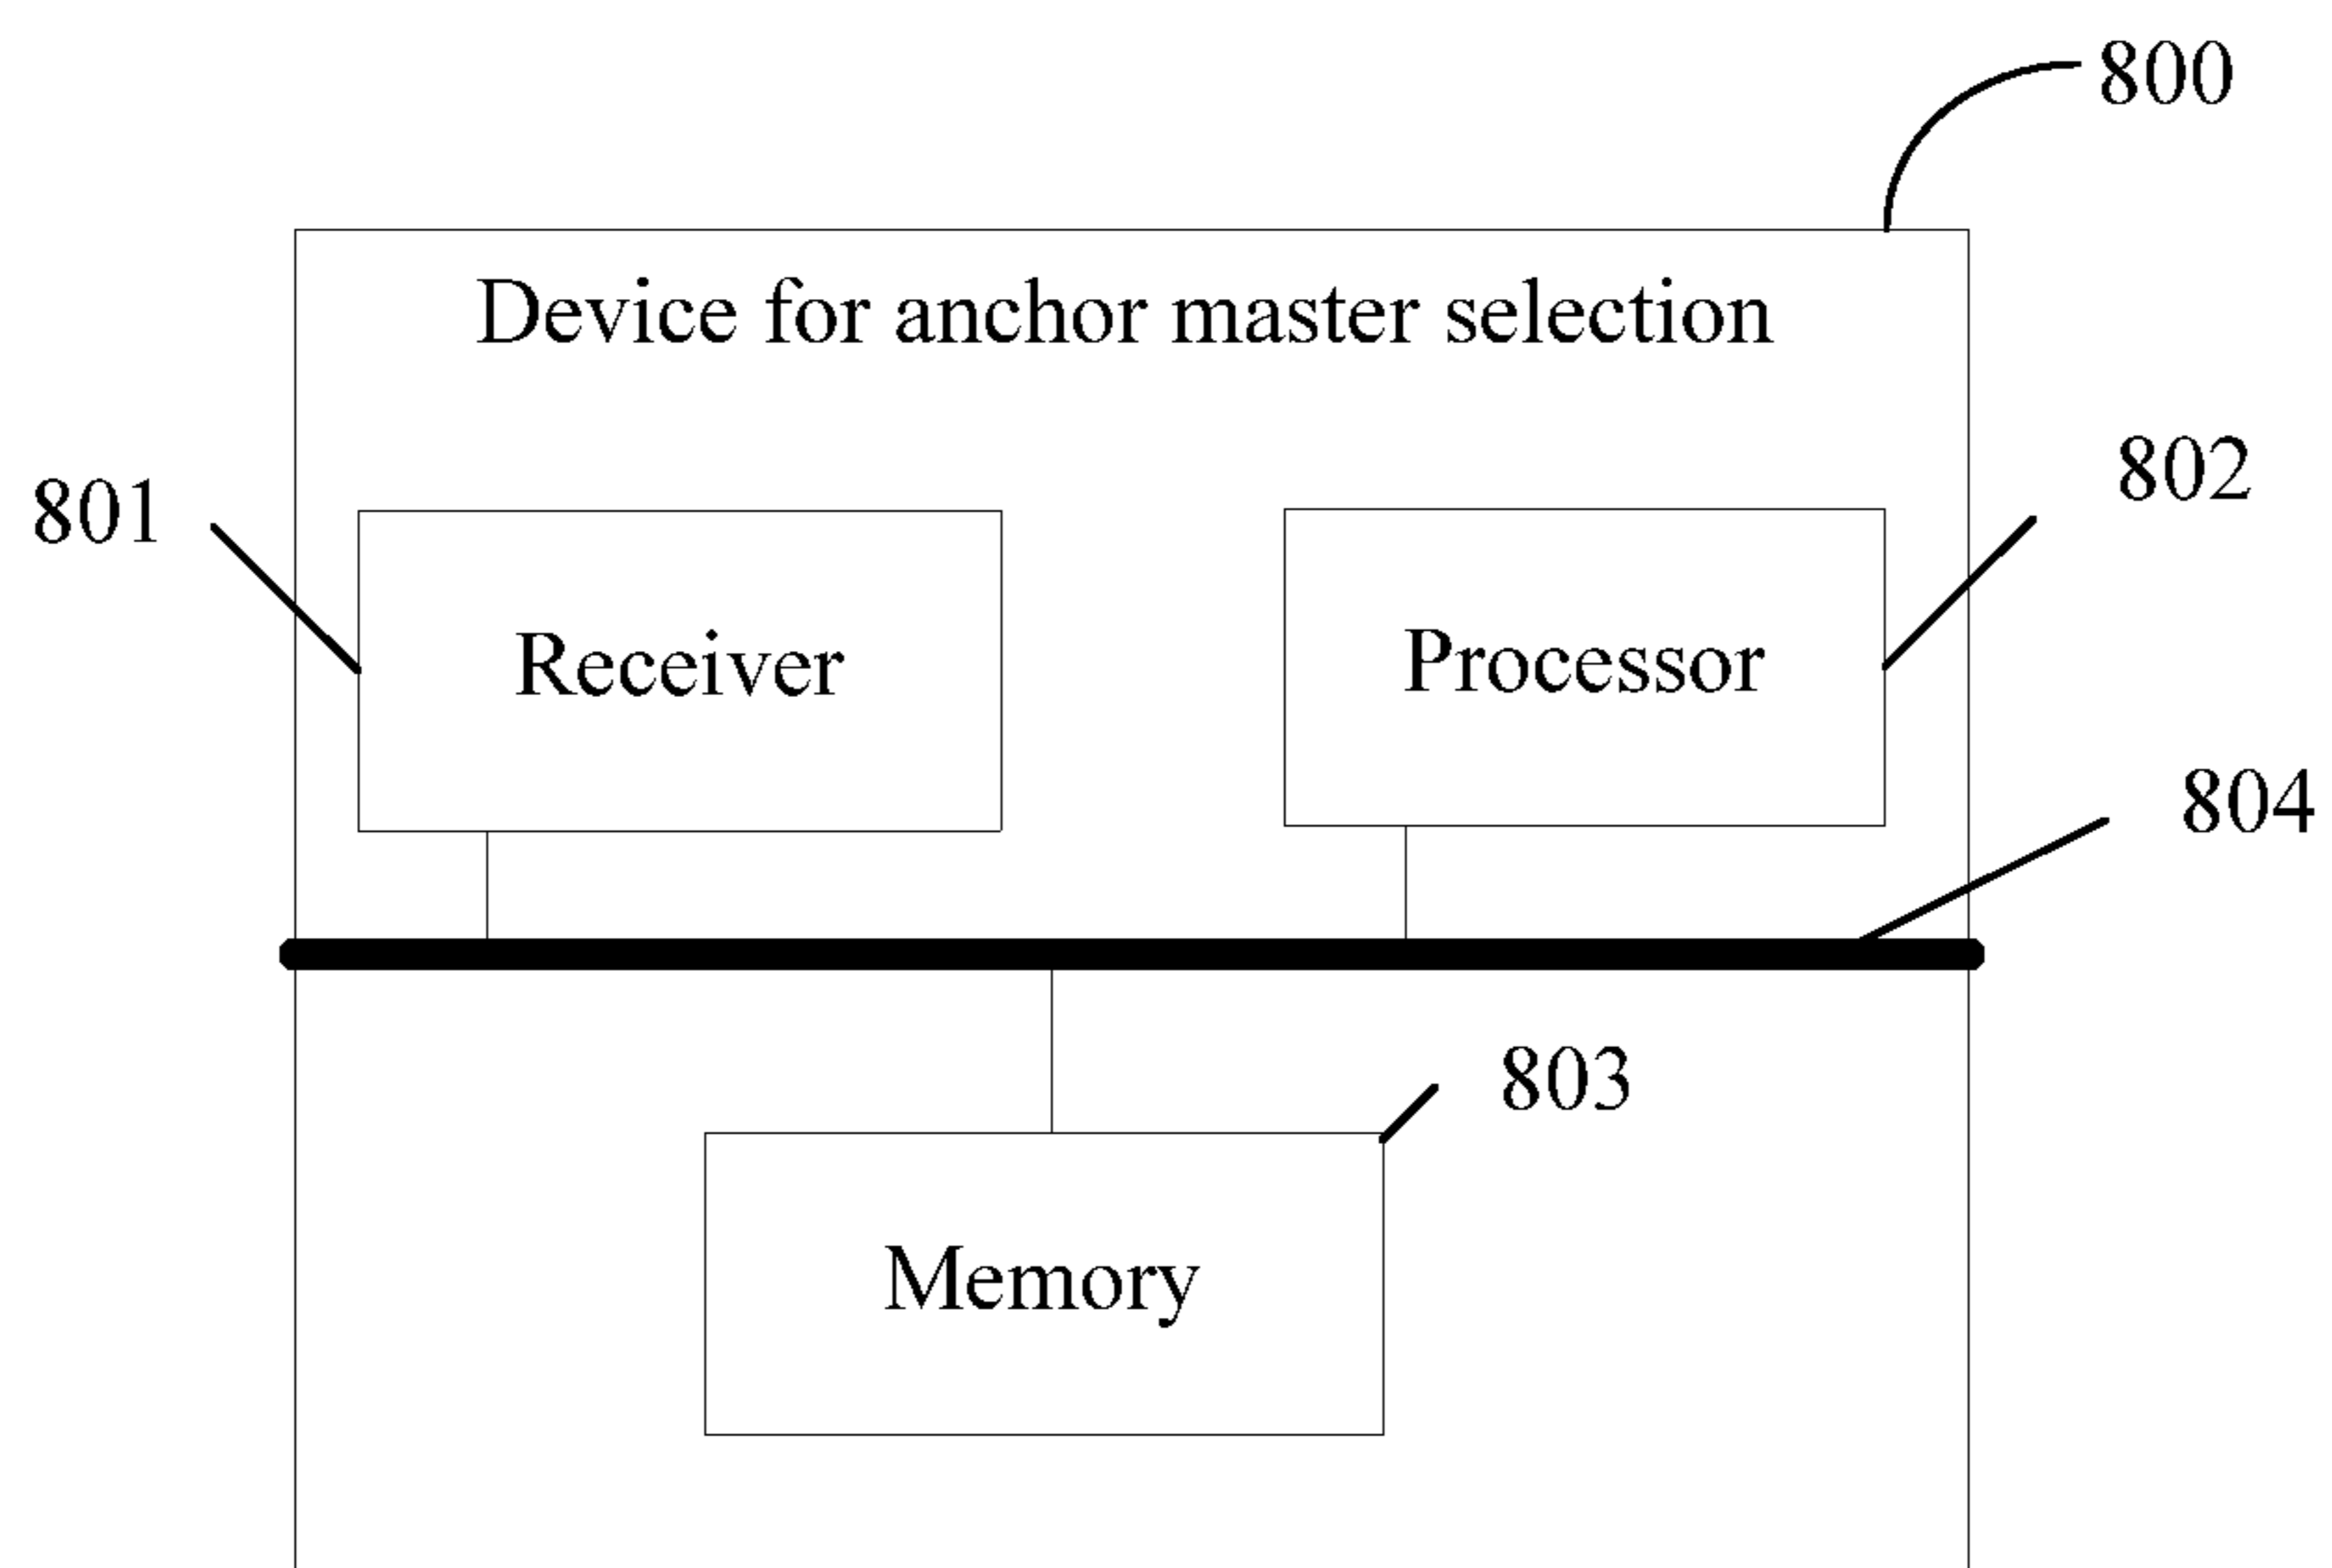 800
Device for anchor master selection
802
801
Receiver
Processor
804
803
Memory